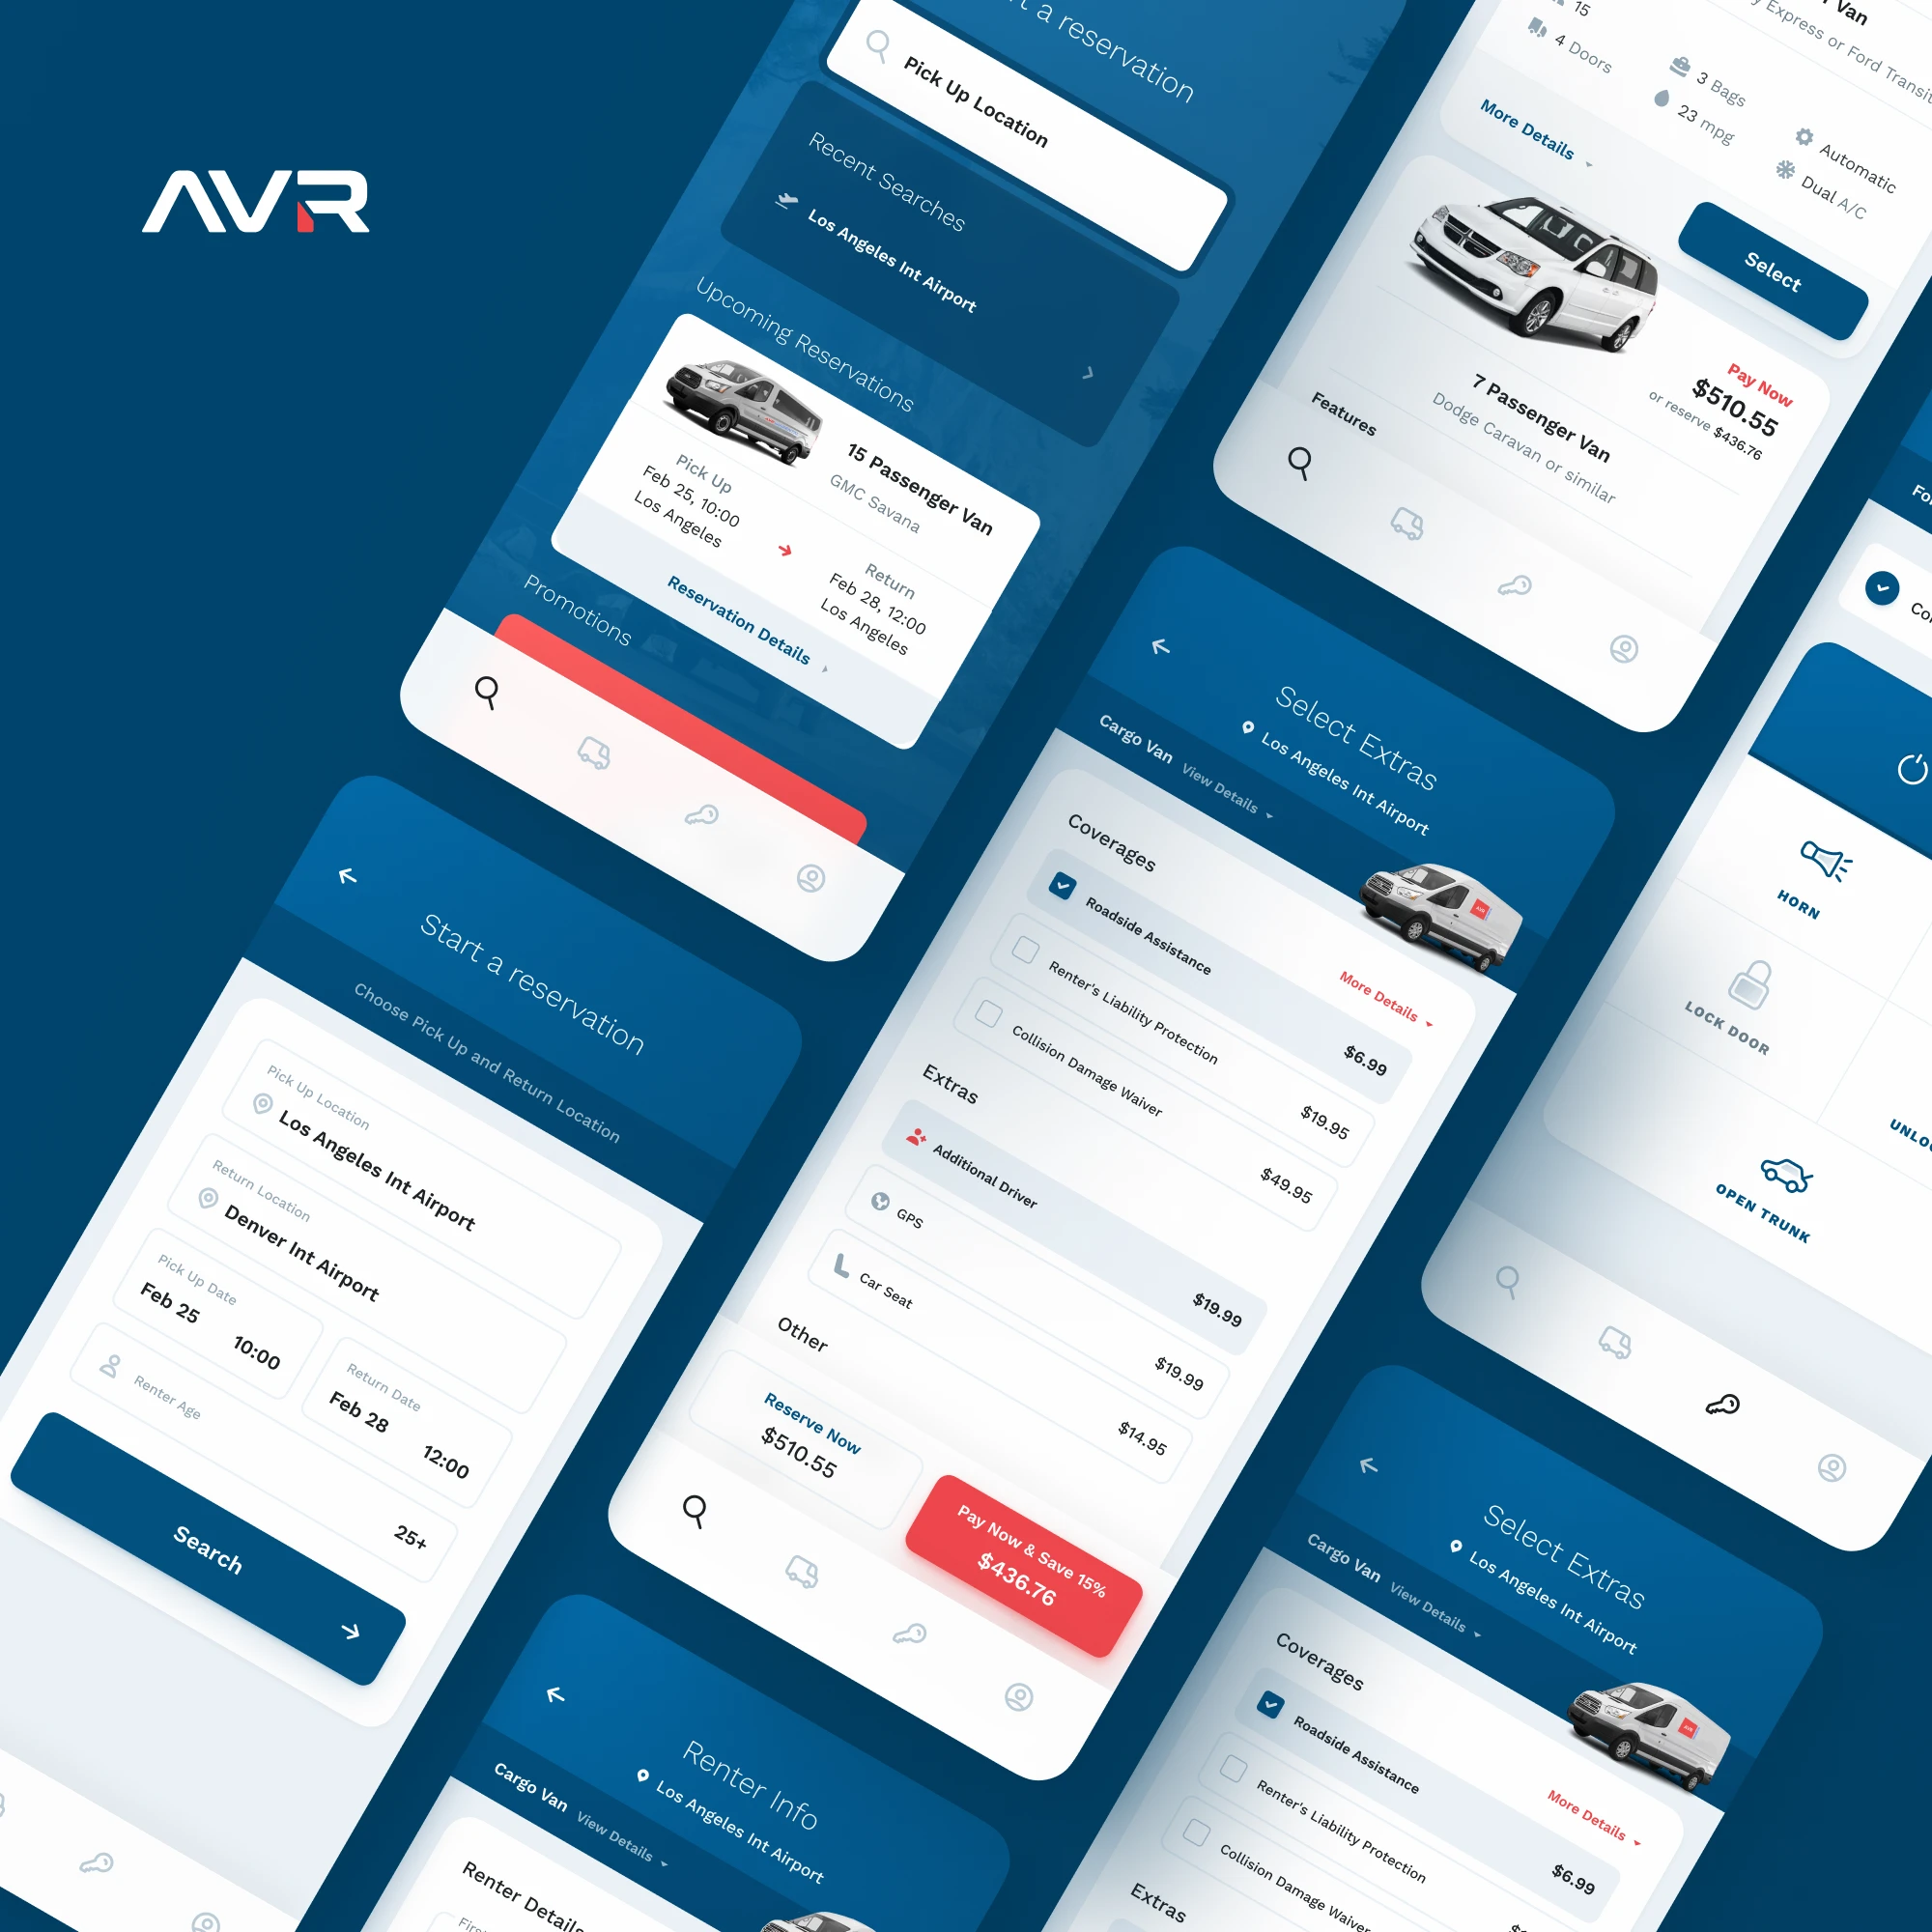 AVR
rt a reservation
Pick Up Location
Recent Searches
Los Angeles Int Airport
Upcoming Reservations
15 Passenger Van
GMC Savana
Pick Up
Feb 25, 10:00
Los Angeles
Return
Feb 28, 12:00
Los Angeles
Reservation Details
Promotions
Van
y Express or Ford Transit
15
4 Doors
3 Bags
23 mpg
Automatic
Dual A/C
More Details
Select
Pay Now
$510.55
or reserve $436.76
7 Passenger Van
Dodge Caravan or similar
Features
Start a reservation
Choose Pick Up and Return Location
Pick Up Location
Los Angeles Int Airport
Return Location
Denver Int Airport
Pick Up Date
Feb 25
10:00
Return Date
Feb 28
12:00
Renter Age
25+
Search
Select Extras
Los Angeles Int Airport
Cargo Van View Details
Coverages
More Details
Roadside Assistance
$6.99
Renter's Liability Protection
$19.95
Collision Damage Waiver
$49.95
Extras
Additional Driver
$19.99
GPS
$19.99
Car Seat
$14.95
Other
Reserve Now
$510.55
Pay Now & Save 15%
$436.76
Fo
Co
HORN
LOCK DOOR
UNLO
OPEN TRUNK
Renter Info
Los Angeles Int Airport
Cargo Van View Details
Renter Details
First
Select Extras
Los Angeles Int Airport
Cargo Van View Details
Coverages
More Details
Roadside Assistance
$6.99
Renter's Liability Protection
Collision Damage Waiver
Extras